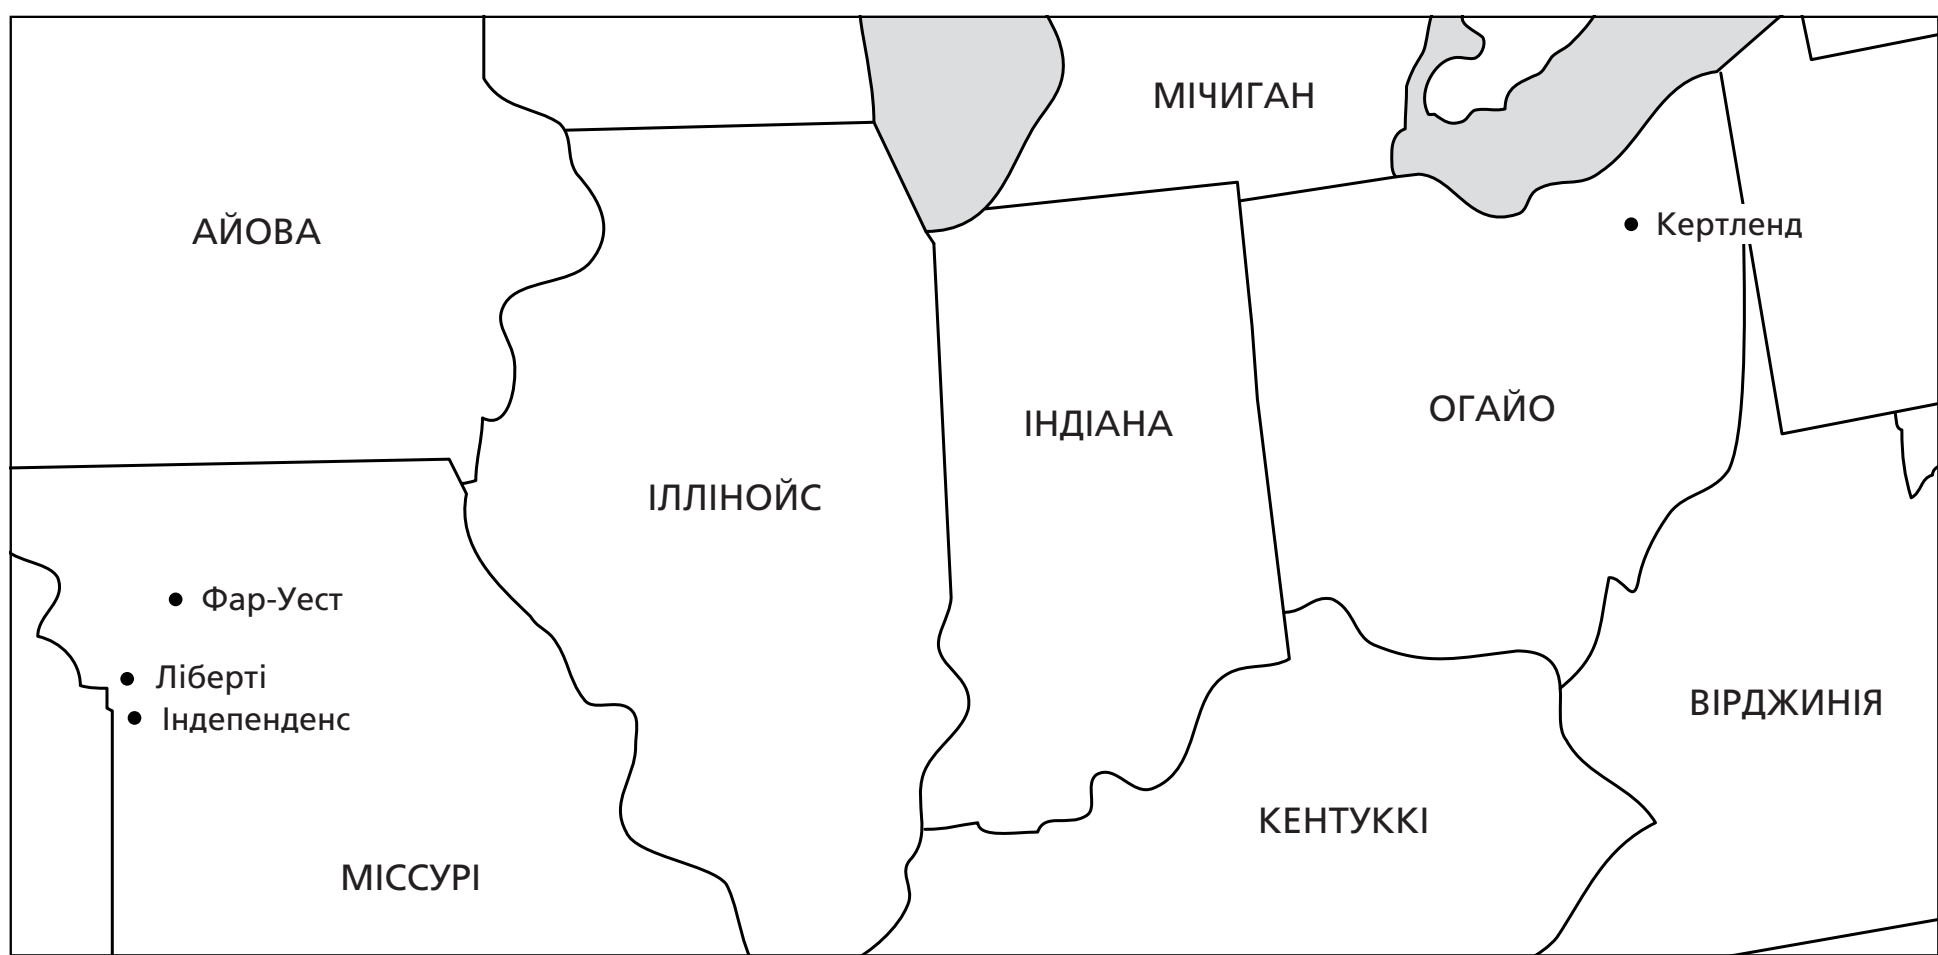 МІЧИГАН
АЙОВА
Кертленд
ІНДІАНА
ОГАЙО
ІЛЛІНОЙС
Фар-Уест
Ліберті
Індепенденс
ВІРДЖИНІЯ
КЕНТУККІ
МІССУРІ